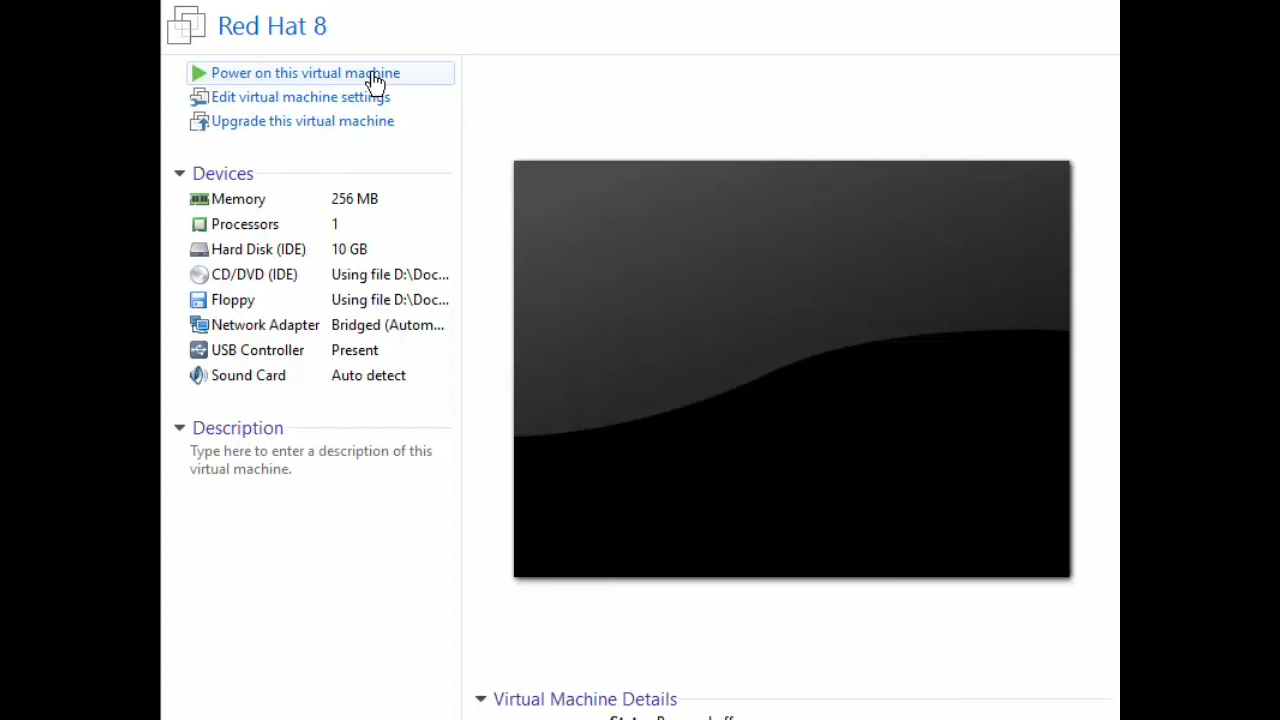 Red Hat 8
Power on this virtual machine
Edit virtual machine settings
Upgrade this virtual machine
Devices
Memory 256 MB
Processors 1
Hard Disk (IDE) 10 GB
CD/DVD (IDE) Using file D:\Doc...
Floppy Using file D:\Doc...
Network Adapter Bridged (Autom...
USB Controller Present
Sound Card Auto detect
Description
Type here to enter a description of this
virtual machine.
Virtual Machine Details